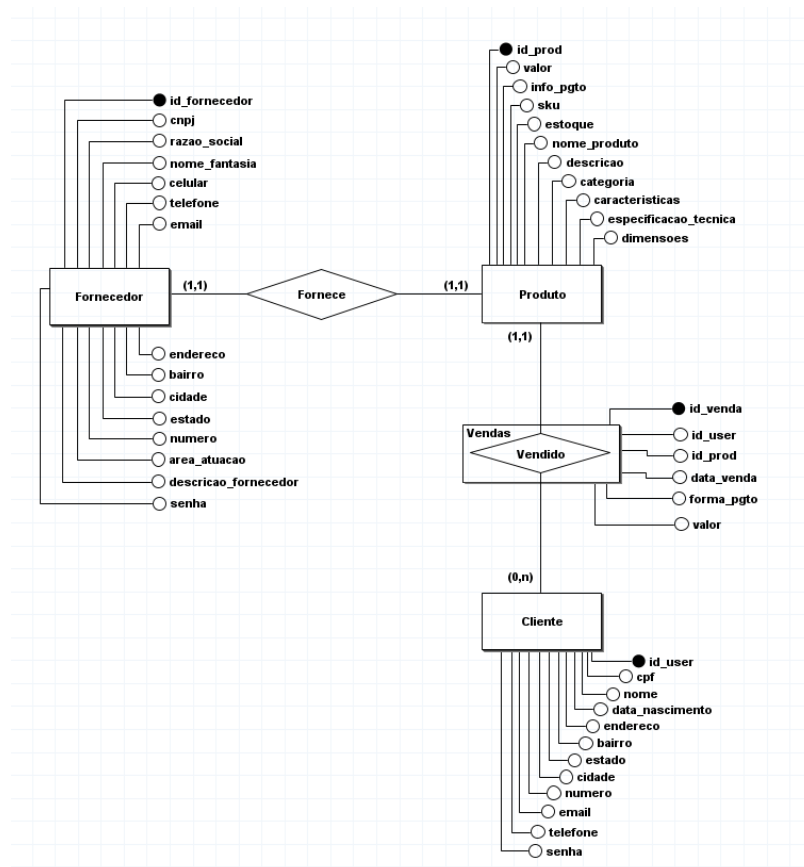 id_fornecedor
cnpj
razao_social
nome_fantasia
celular
telefone
email
Fornecedor
(1,1)
Fornece
(1,1)
endereco
bairro
cidade
estado
numero
area_atuacao
descricao_fornecedor
senha
id_prod
valor
info_pgto
sku
estoque
nome_produto
descricao
categoria
caracteristicas
especificacao_tecnica
dimensoes
Produto
(1,1)
Vendas
Vendido
id_venda
id_user
id_prod
data_venda
forma_pgto
valor
(0,n)
Cliente
id_user
cpf
nome
data_nascimento
endereco
bairro
estado
cidade
numero
email
telefone
senha